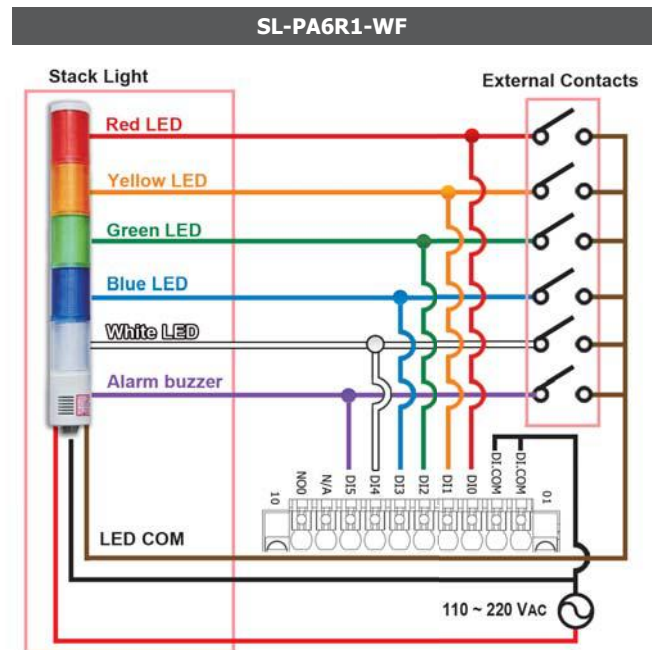 SL-PA6R1-WF
Stack Light
External Contacts
Red LED
Yellow LED
Green LED
Blue LED
White LED
Alarm buzzer
10
NO0
N/A
DI5
DI4
DI3
DI2
DI1
DI0
DI.COM
DI.COM
01
LED COM
110 ~ 220 VAC